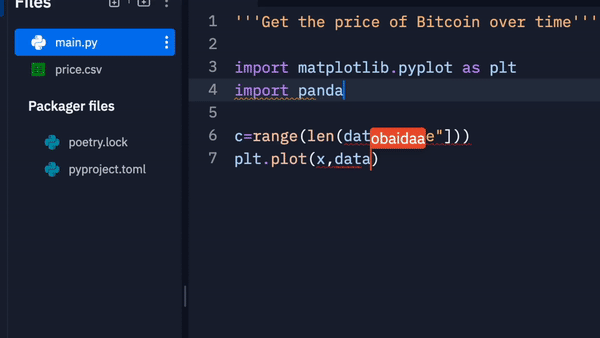 Files
main.py
price.csv
Packager files
poetry.lock
pyproject.toml
1 '''Get the price of Bitcoin over time'''
2
3 import matplotlib.pyplot as plt
4 import panda
5
6 c=range(len(dat obaidaa e"]))
7 plt.plot(x,data)